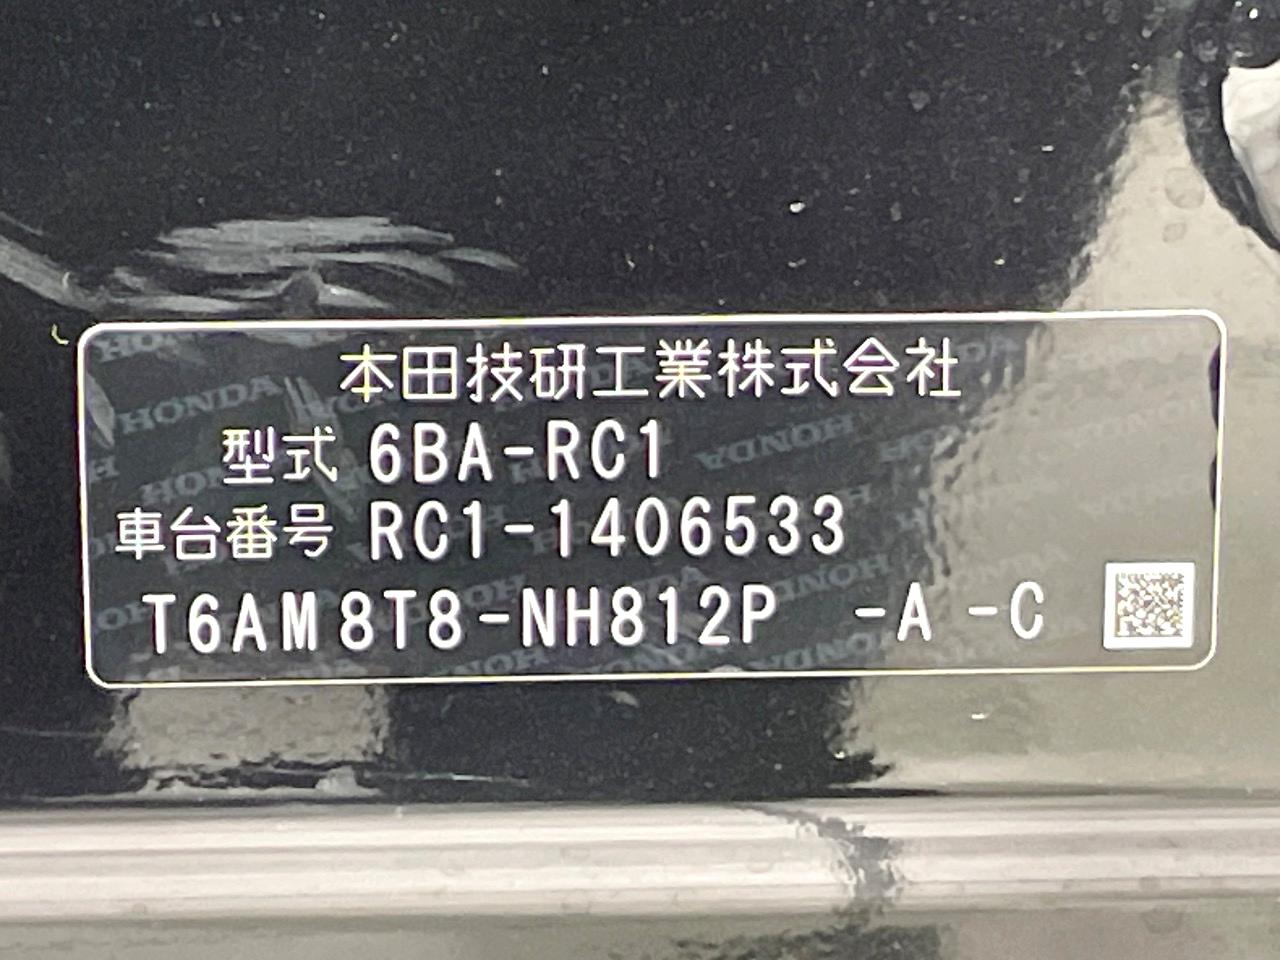 本田技研工業株式会社
型式 6BA-RC1
車台番号 RC1-1406533
T6AM8T8-NH812P -A -C